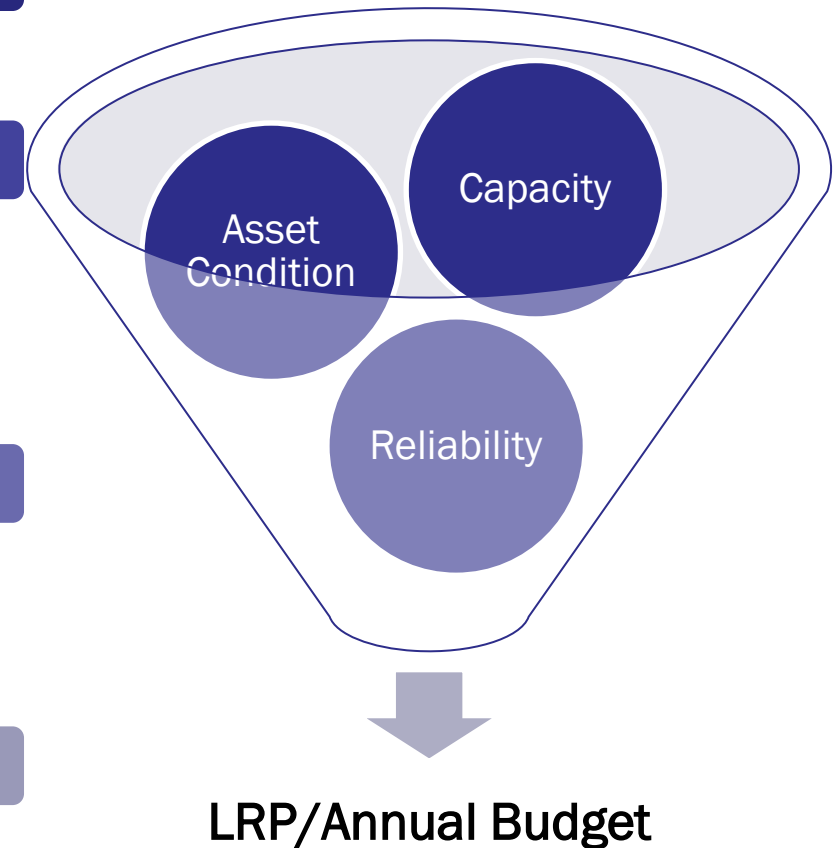 Capacity
Asset
Condition
Reliability
LRP/Annual Budget